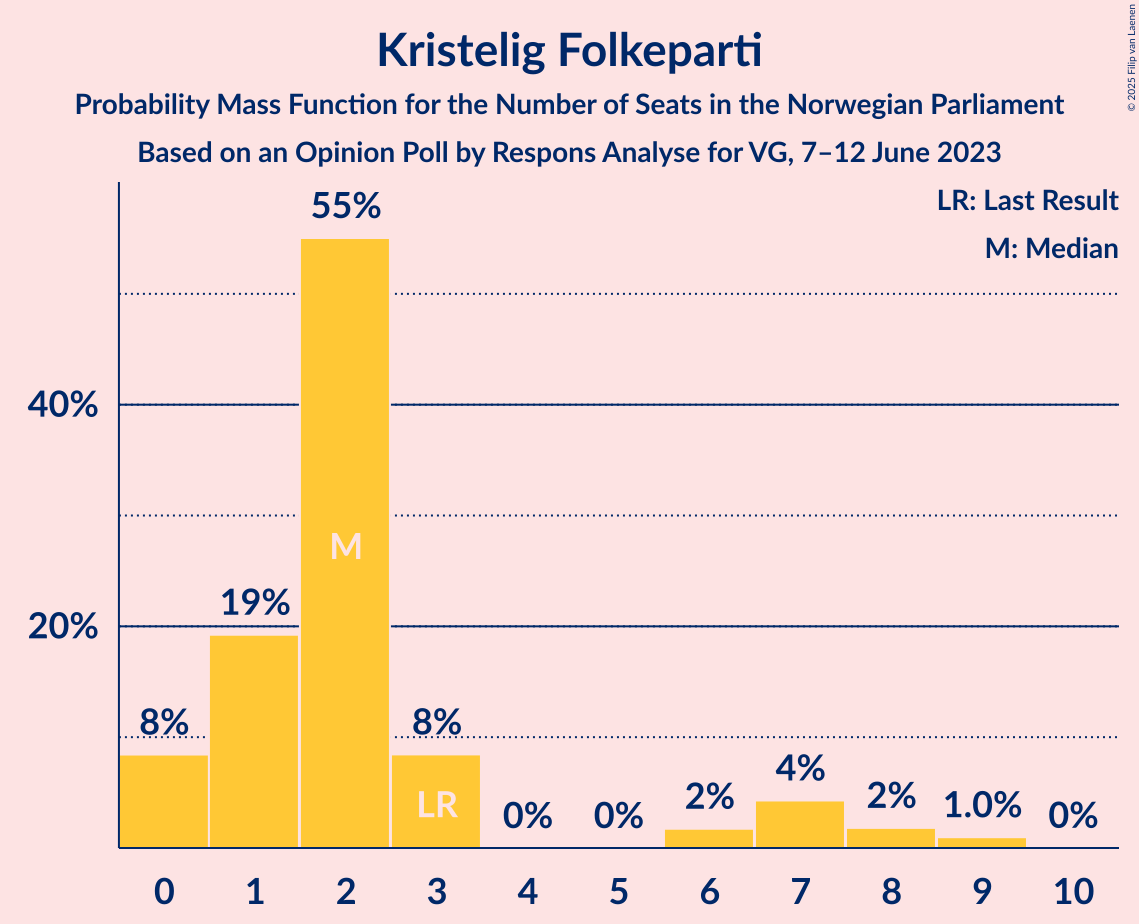 Kristelig Folkeparti
Probability Mass Function for the Number of Seats in the Norwegian Parliament
Based on an Opinion Poll by Respons Analyse for VG, 7–12 June 2023
© 2025 Filip van Laenen
LR: Last Result
M: Median
55%
40%
M
19%
20%
8%
8%
LR
0%
0%
2%
4%
2%
1.0%
0%
0 1 2 3 4 5 6 7 8 9 10